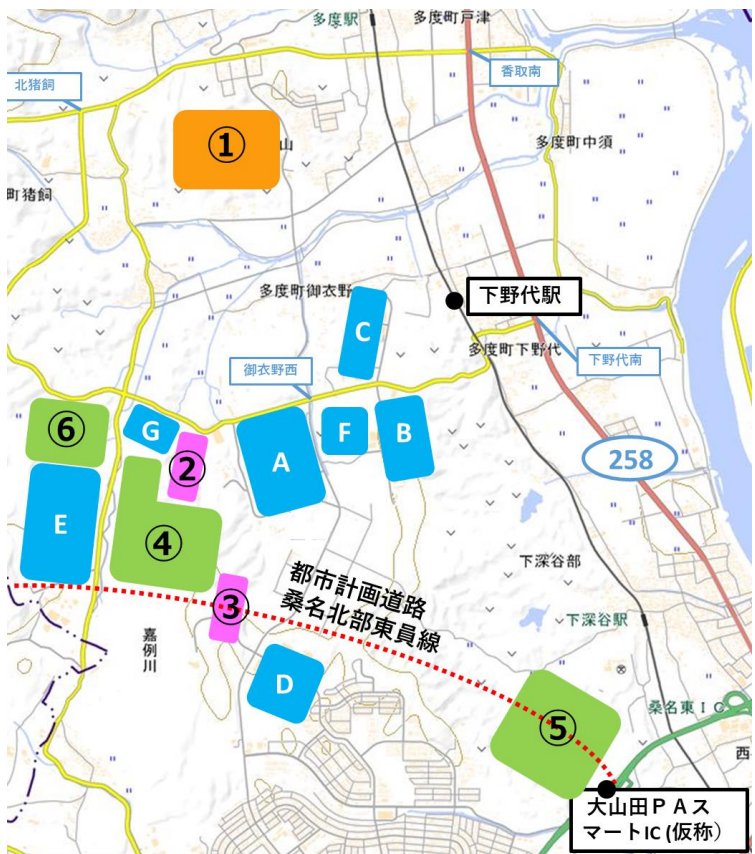 多度駅
多度町戸津
北猪飼
香取南
①
山
多度町中須
町猪飼
多度町御衣野
下野代駅
C
多度町下野代
下野代南
御衣野西
⑥
G
②
A
F
B
258
E
④
都市計画道路
桑名北部東員線
下深谷部
③
下深谷駅
嘉例川
D
桑名東IC
⑤
西
大山田PAス
マートIC(仮称)